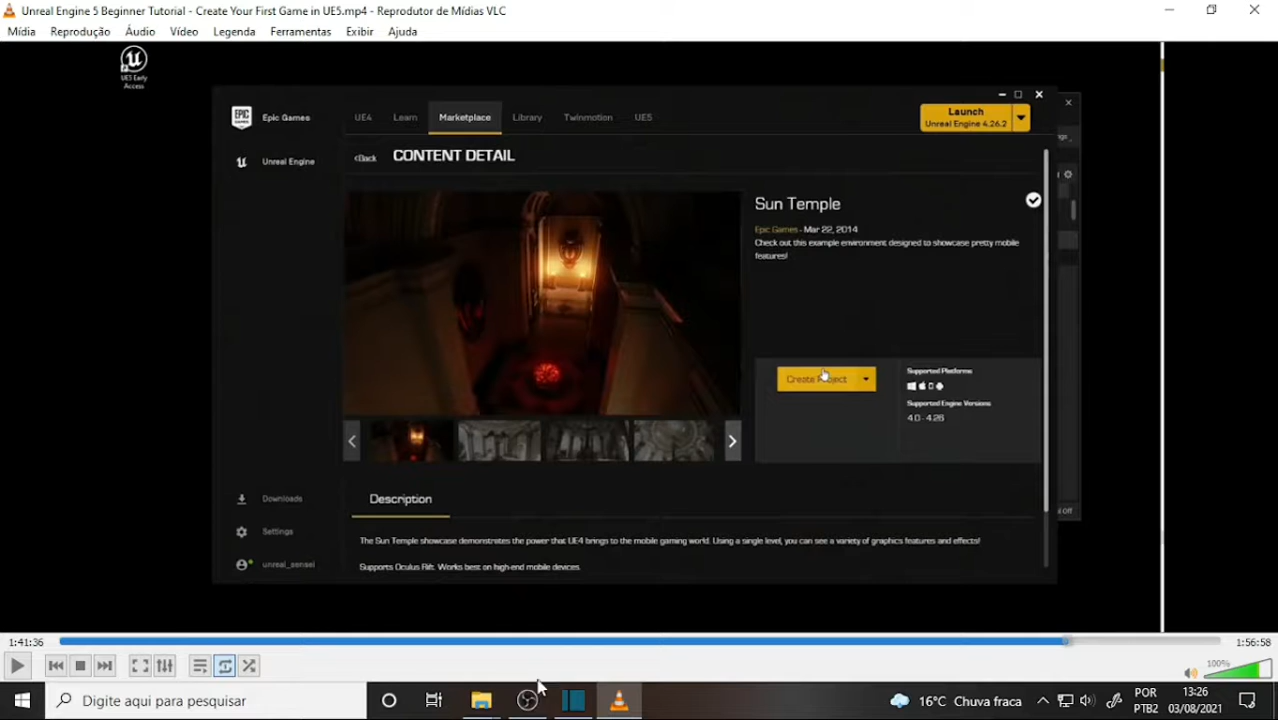 Unreal Engine 5 Beginner Tutorial - Create Your First Game in UE5.mp4 - Reprodutor de Mídias VLC
Mídia Reprodução Áudio Vídeo Legenda Ferramentas Exibir Ajuda
UE5 Early
Access
EPIC
GAMES
Epic Games
UE4 Learn Marketplace Library Twinmotion UE5
Launch
Unreal Engine 4.26.2
Unreal Engine
<Back CONTENT DETAIL
Sun Temple
Epic Games - Mar 22, 2014
Check out this example environment designed to showcase pretty mobile
features!
Create Project
Supported Platforms
Supported Engine Versions
4.0 - 4.26
Description
The Sun Temple showcase demonstrates the power that UE4 brings to the mobile gaming world. Using a single level, you can see a variety of graphics features and effects!
Supports Oculus Rift. Works best on high-end mobile devices.
Downloads
Settings
unreal_sensei
Off
1:41:36
1:56:58
100%
Digite aqui para pesquisar
16°C Chuva fraca
POR
PTB2
13:26
03/08/2021